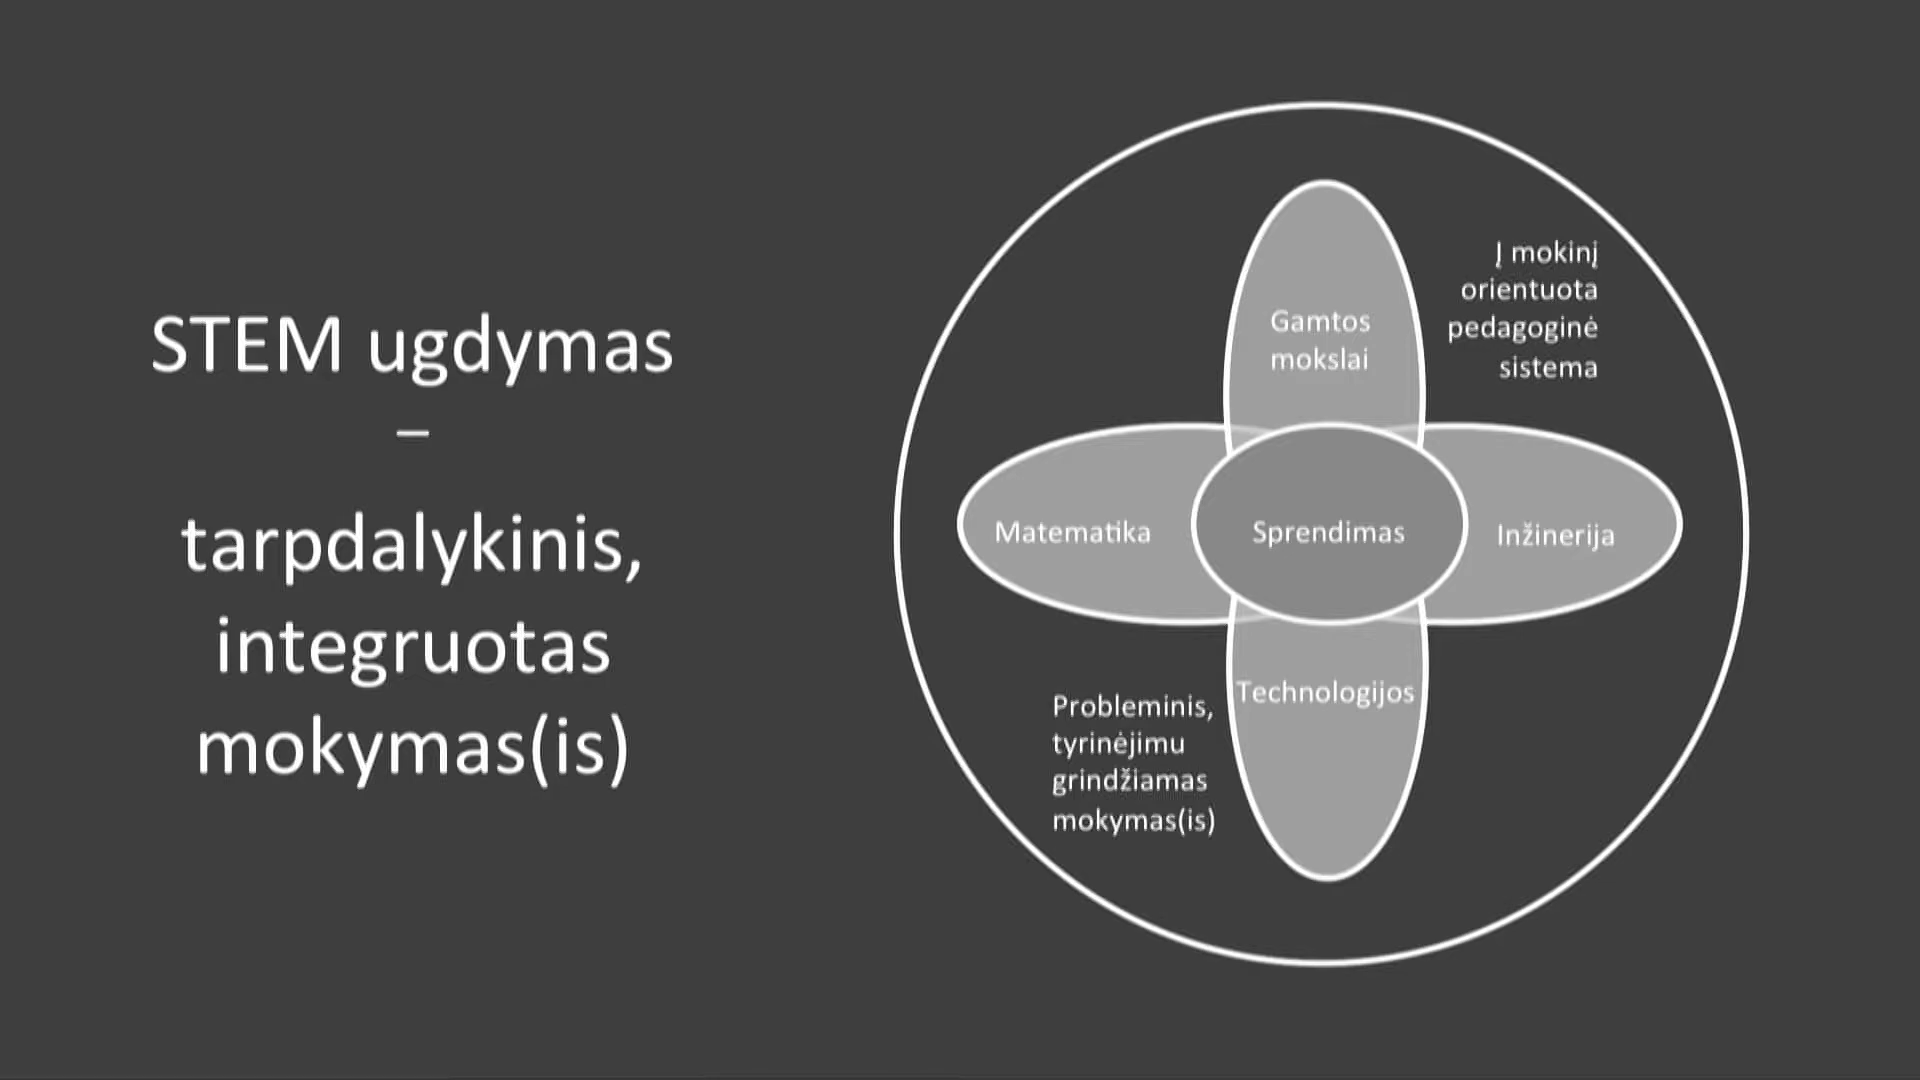 STEM ugdymas
–
tarpdalykinis,
integruotas
mokymas(is)
Gamtos
mokslai
Į mokinį
orientuota
pedagoginė
sistema
Matematika
Sprendimas
Inžinerija
Technologijos
Probleminis,
tyrinėjimu
grindžiamas
mokymas(is)